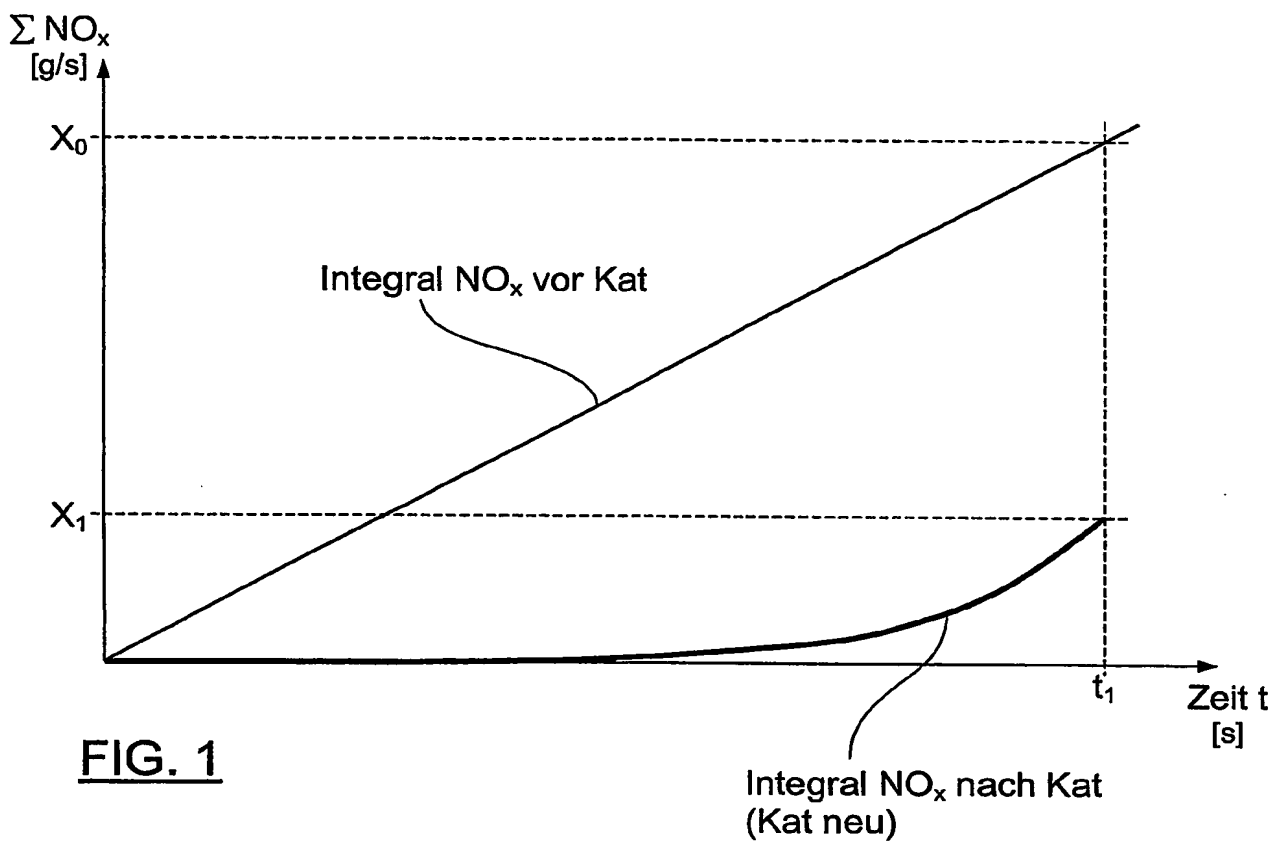 ∑ NOₓ
[g/s]
X₀
Integral NOₓ vor Kat
X₁
t₁
Zeit t
[s]
FIG. 1
Integral NOₓ nach Kat
(Kat neu)